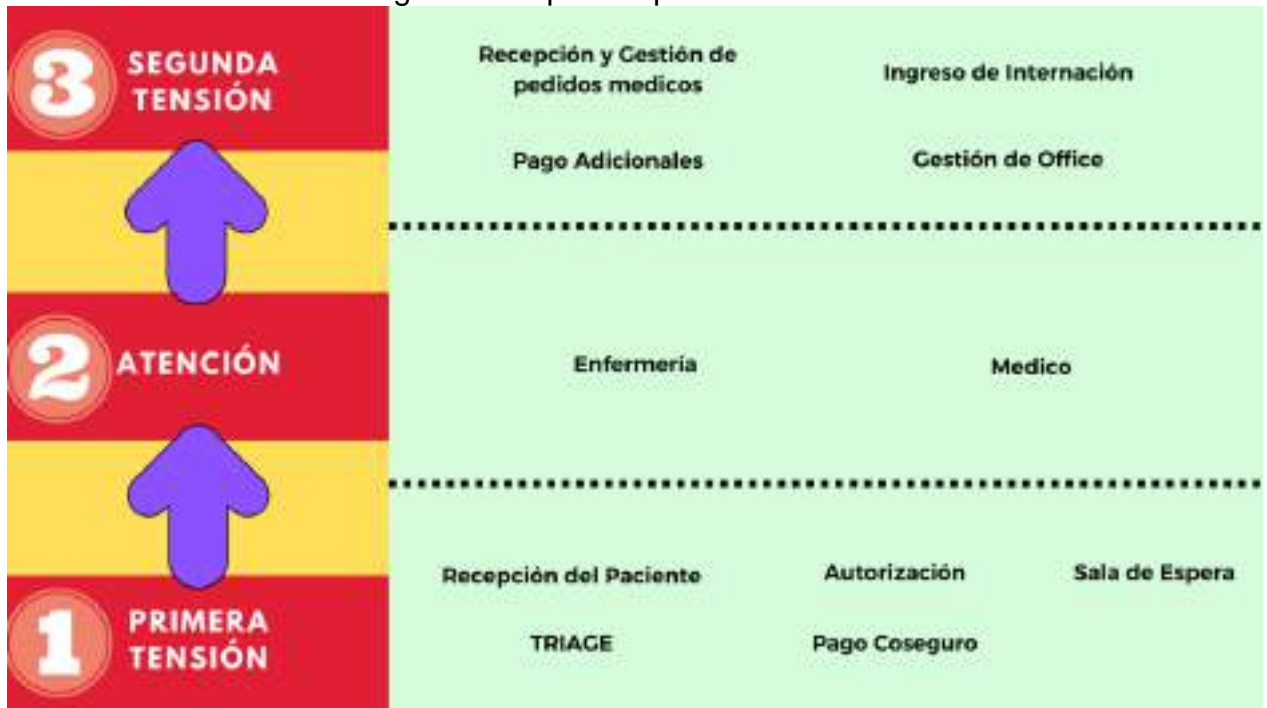 3
SEGUNDA
TENSIÓN
Recepción y Gestión de
pedidos medicos
Ingreso de Internación
Pago Adicionales
Gestión de Office
2
ATENCIÓN
Enfermería
Medico
1
PRIMERA
TENSIÓN
Recepción del Paciente
Autorización
Sala de Espera
TRIAGE
Pago Coseguro